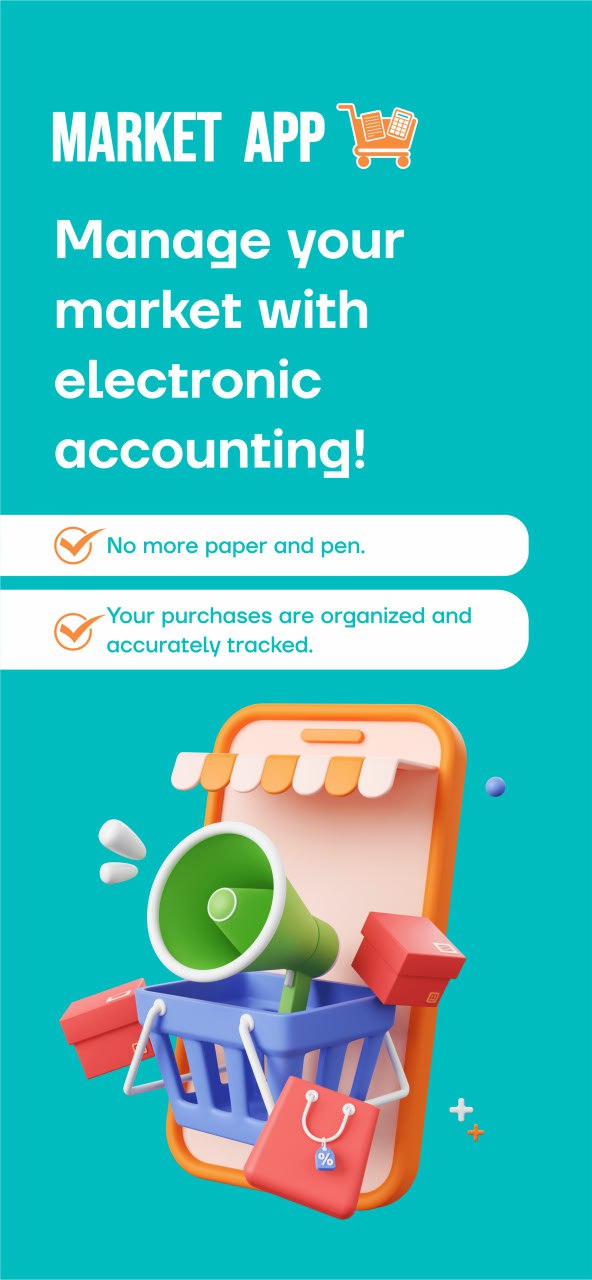 MARKET APP
Manage your
market with
electronic
accounting!
No more paper and pen.
Your purchases are organized and
accurately tracked.
%